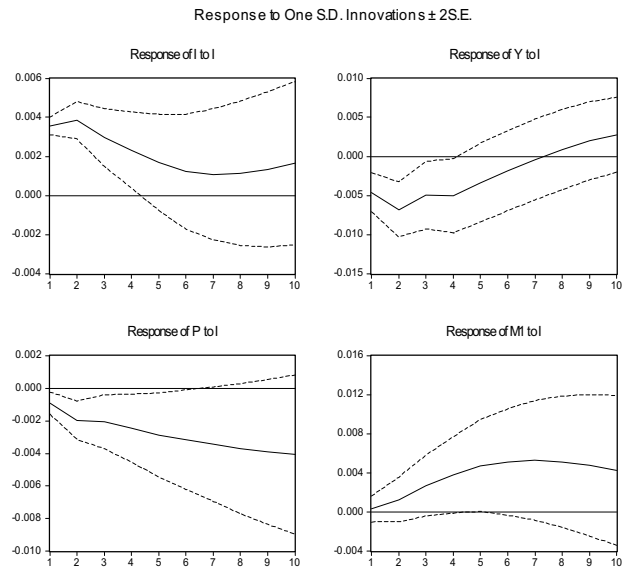 Response to One S.D. Innovations ± 2 S.E.
Response of I to I
Response of Y to I
0.006
0.004
0.002
0.000
-0.002
-0.004
1 2 3 4 5 6 7 8 9 10
0.010
0.005
0.000
-0.005
-0.010
-0.015
1 2 3 4 5 6 7 8 9 10
Response of P to I
Response of M1 to I
0.002
0.000
-0.002
-0.004
-0.006
-0.008
-0.010
1 2 3 4 5 6 7 8 9 10
0.016
0.012
0.008
0.004
0.000
-0.004
1 2 3 4 5 6 7 8 9 10